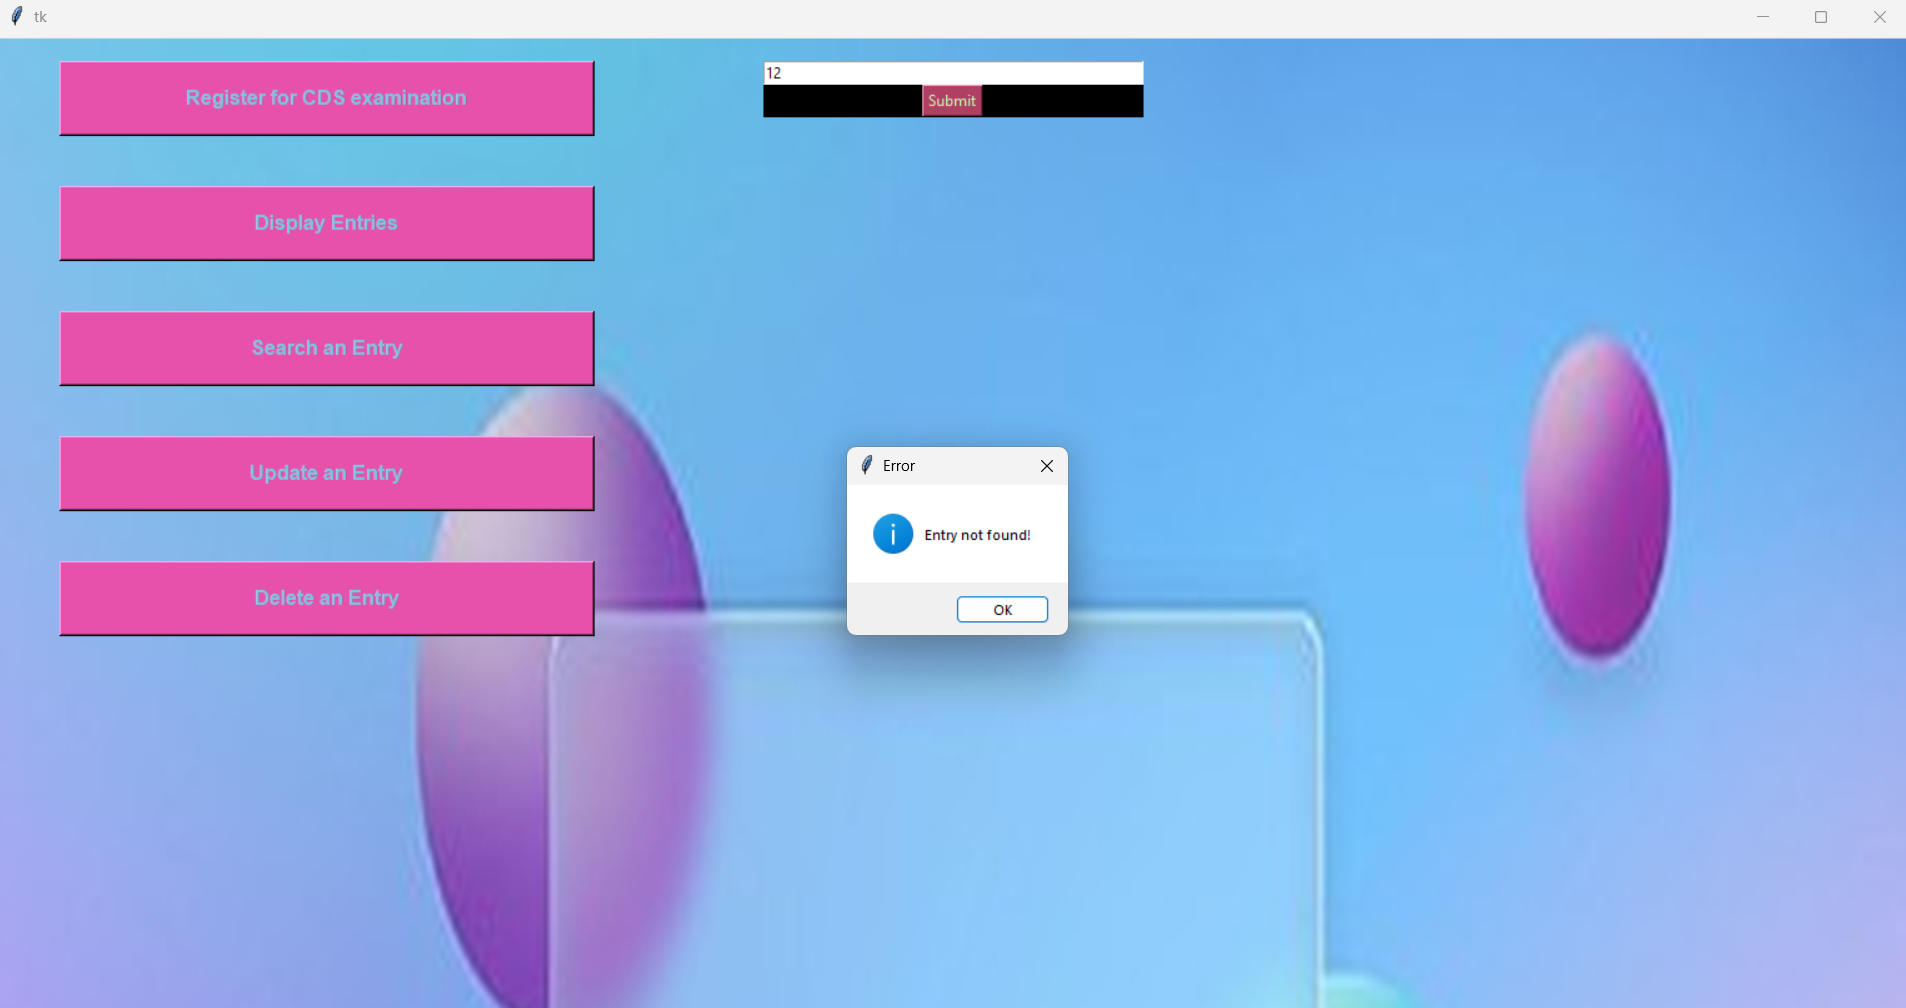 tk
Register for CDS examination
12
Submit
Display Entries
Search an Entry
Update an Entry
Error
Entry not found!
Delete an Entry
OK